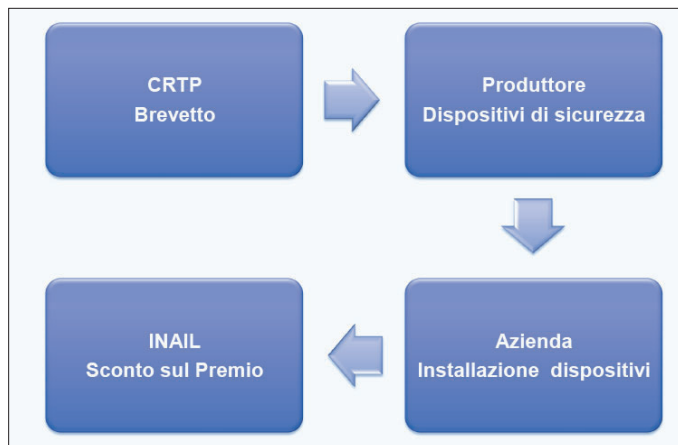 CRTP
Brevetto
Produttore
Dispositivi di sicurezza
Azienda
Installazione dispositivi
INAIL
Sconto sul Premio